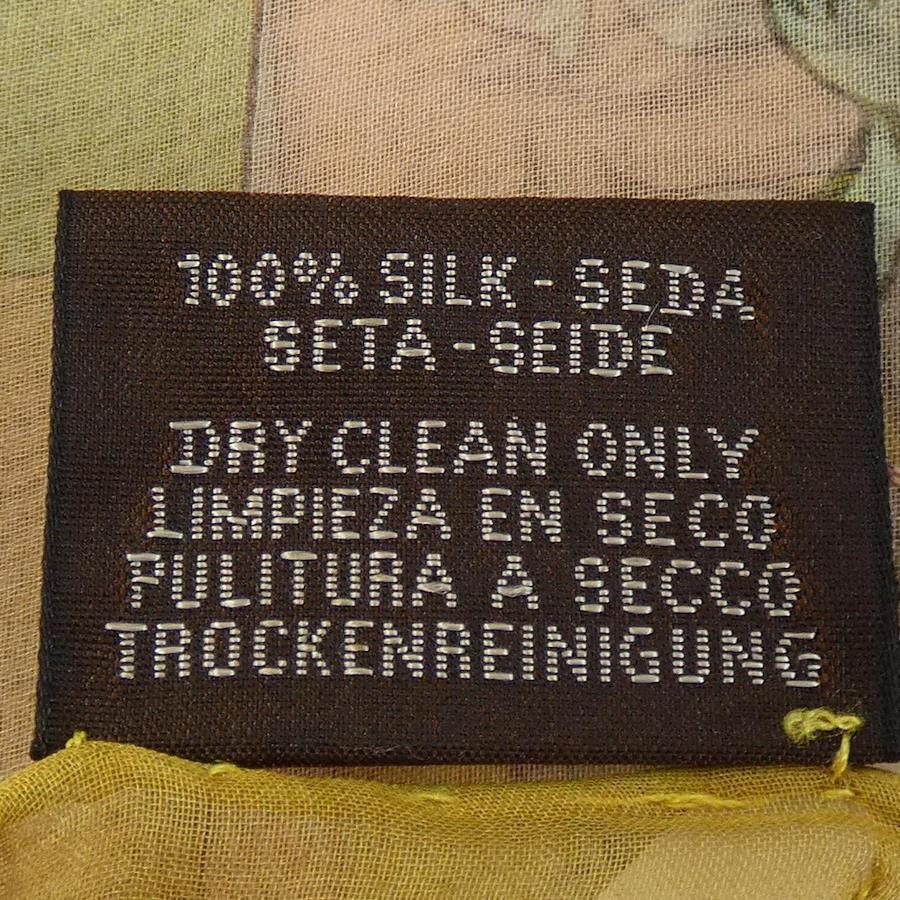 100% SILK - SEDA
SETA - SEIDE
DRY CLEAN ONLY
LIMPIEZA EN SECO
PULITURA A SECCO
TROCKENREINIGUNG